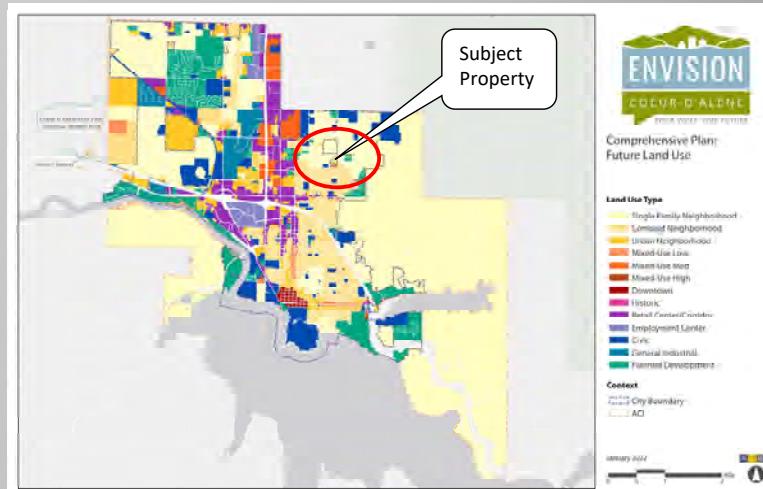 Subject
Property
ENVISION
COEUR D'ALENE
Comprehensive Plan:
Future Land Use
Land Use Type
Single Family Neighborhood
Compact Neighborhood
Urban Neighborhood
Mixed-Use Low
Mixed-Use Med
Mixed-Use High
Downtown
Historic
Retail Center/Corridor
Employment Center
Civic
General Industrial
Planned Development
Context
City Boundary
ACI
January 2022